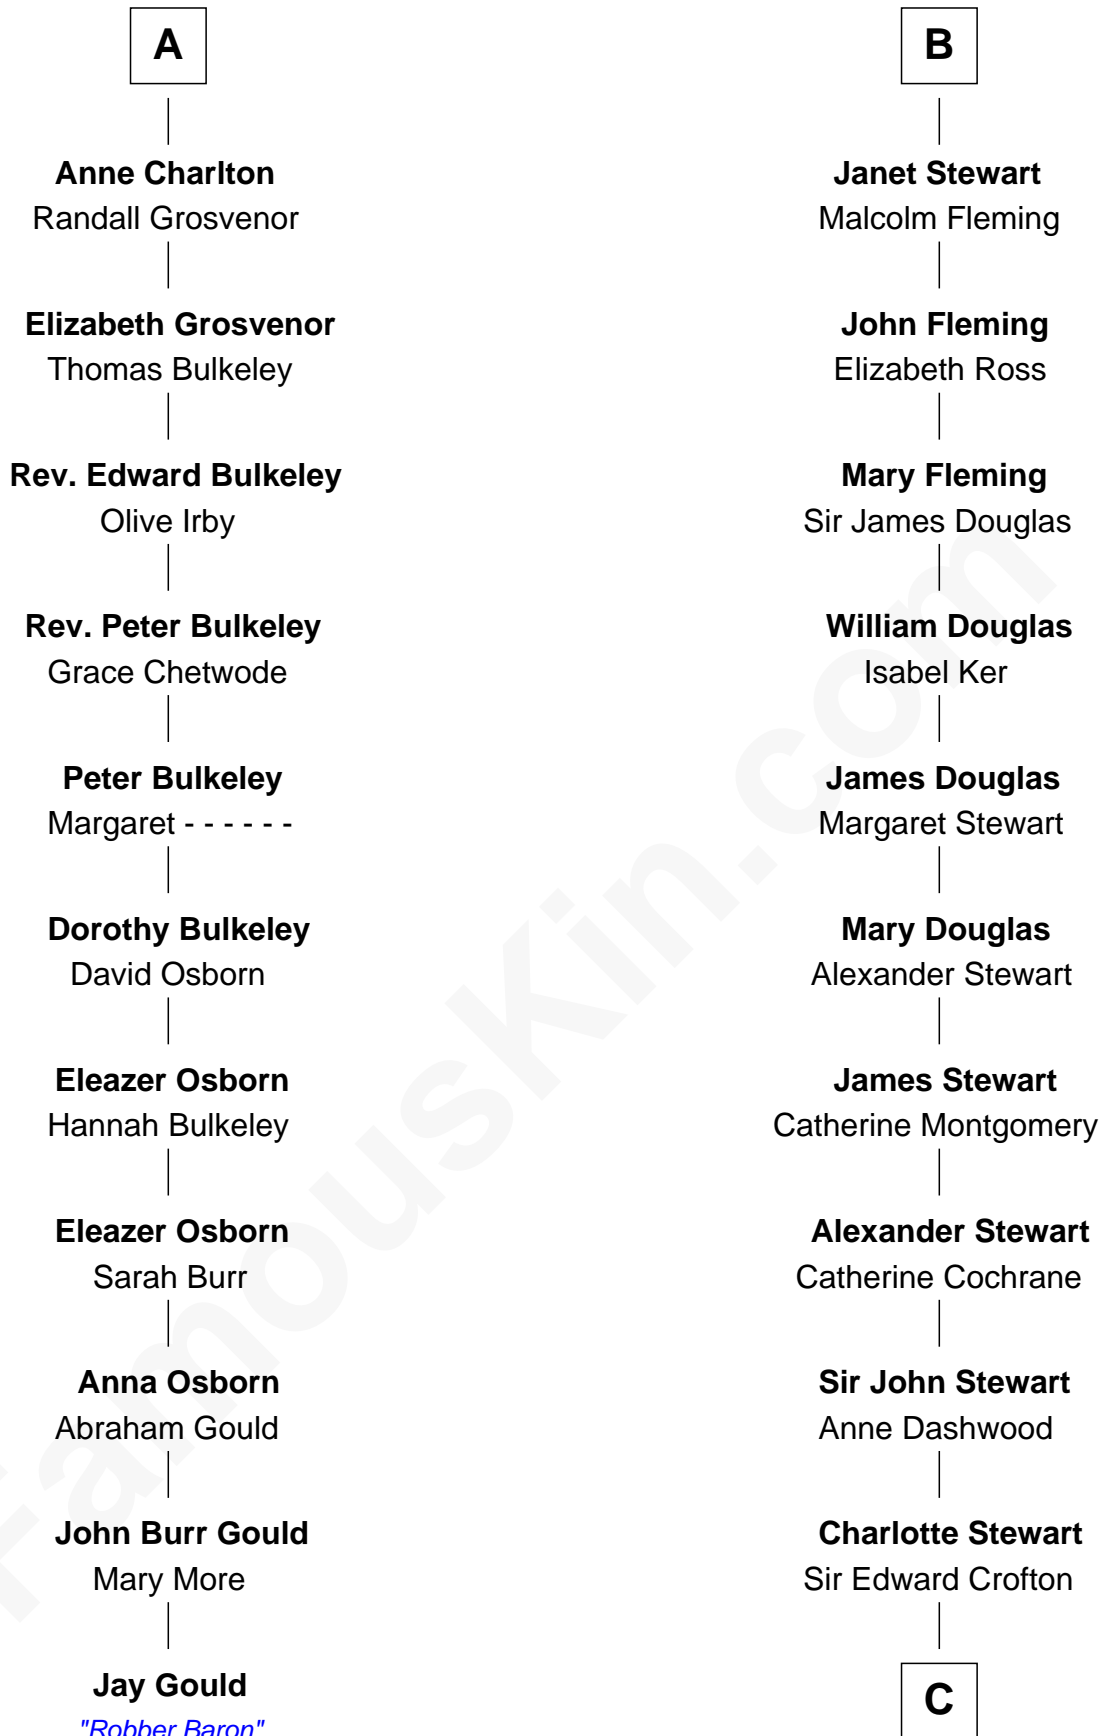 A
Anne Charlton
Randall Grosvenor
Elizabeth Grosvenor
Thomas Bulkeley
Rev. Edward Bulkeley
Olive Irby
Rev. Peter Bulkeley
Grace Chetwode
Peter Bulkeley
Margaret - - - - - -
Dorothy Bulkeley
David Osborn
Eleazer Osborn
Hannah Bulkeley
Eleazer Osborn
Sarah Burr
Anna Osborn
Abraham Gould
John Burr Gould
Mary More
Jay Gould
"Robber Baron"
B
Janet Stewart
Malcolm Fleming
John Fleming
Elizabeth Ross
Mary Fleming
Sir James Douglas
William Douglas
Isabel Ker
James Douglas
Margaret Stewart
Mary Douglas
Alexander Stewart
James Stewart
Catherine Montgomery
Alexander Stewart
Catherine Cochrane
Sir John Stewart
Anne Dashwood
Charlotte Stewart
Sir Edward Crofton
C
FamousKin.com